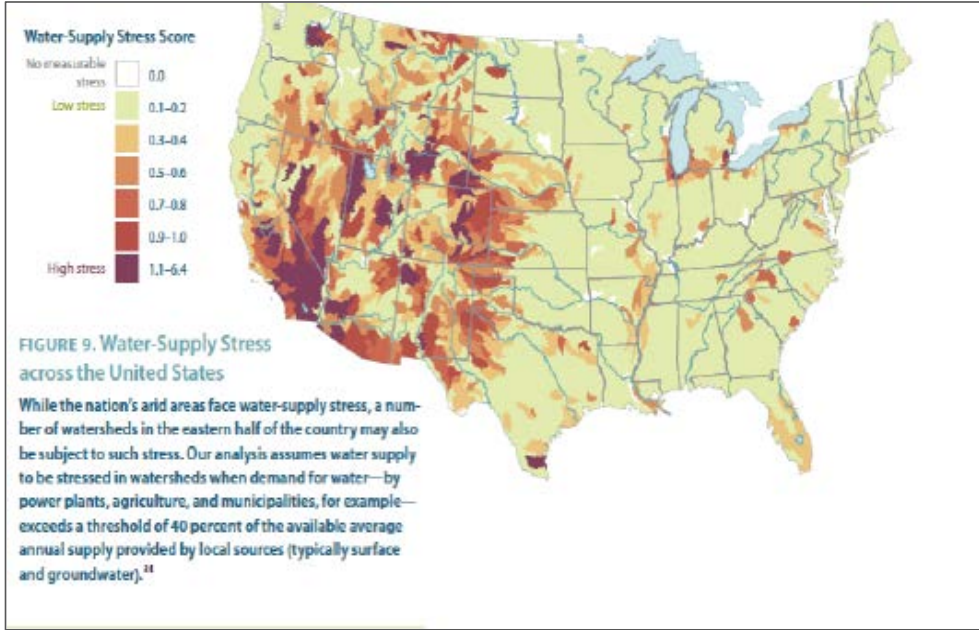 Water-Supply Stress Score
No measurable
stress
0.0
Low stress
0.1–0.2
0.3–0.4
0.5–0.6
0.7–0.8
0.9–1.0
High stress
1.1–6.4
FIGURE 9. Water-Supply Stress
across the United States
While the nation's arid areas face water-supply stress, a num-
ber of watersheds in the eastern half of the country may also
be subject to such stress. Our analysis assumes water supply
to be stressed in watersheds when demand for water—by
power plants, agriculture, and municipalities, for example—
exceeds a threshold of 40 percent of the available average
annual supply provided by local sources (typically surface
and groundwater).